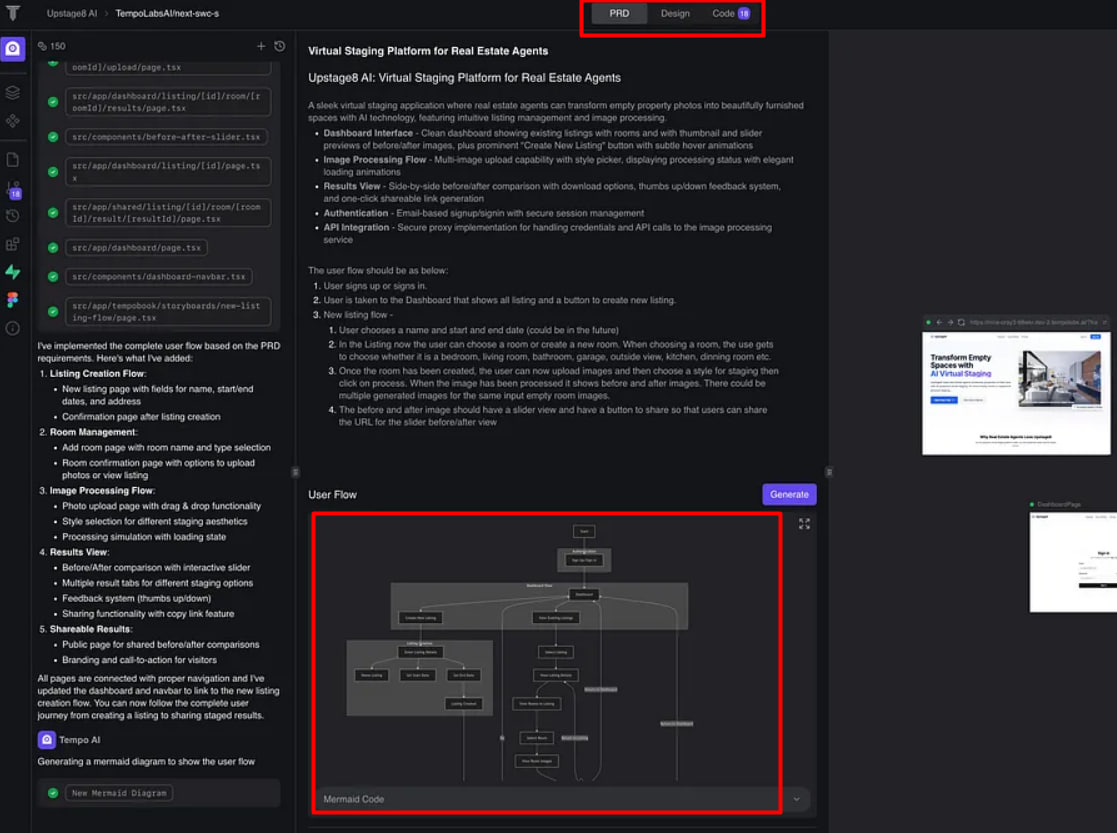 Upstage8 AI > TempoLabsAI/next-swc-s
PRD
Design
Code 18
150
oomId]/upload/page.tsx
src/app/dashboard/listing/[id]/room/[r
oomId]/results/page.tsx
src/components/before-after-slider.tsx
src/app/dashboard/listing/[id]/page.ts
x
src/app/shared/listing/[id]/room/[room
Id]/result/[resultId]/page.tsx
src/app/dashboard/page.tsx
src/components/dashboard-navbar.tsx
src/app/tempobook/storyboards/new-list
ing-flow/page.tsx
18
I've implemented the complete user flow based on the PRD
requirements. Here's what I've added:
1. Listing Creation Flow:
• New listing page with fields for name, start/end
dates, and address
• Confirmation page after listing creation
2. Room Management:
• Add room page with room name and type selection
• Room confirmation page with options to upload
photos or view listing
3. Image Processing Flow:
• Photo upload page with drag & drop functionality
• Style selection for different staging aesthetics
• Processing simulation with loading state
4. Results View:
• Before/After comparison with interactive slider
• Multiple result tabs for different staging options
• Feedback system (thumbs up/down)
• Sharing functionality with copy link feature
5. Shareable Results:
• Public page for shared before/after comparisons
• Branding and call-to-action for visitors
All pages are connected with proper navigation and I've
updated the dashboard and navbar to link to the new listing
creation flow. You can now follow the complete user
journey from creating a listing to sharing staged results.
Tempo AI
Generating a mermaid diagram to show the user flow
New Mermaid Diagram
Virtual Staging Platform for Real Estate Agents
Upstage8 AI: Virtual Staging Platform for Real Estate Agents
A sleek virtual staging application where real estate agents can transform empty property photos into beautifully furnished
spaces with AI technology, featuring intuitive listing management and image processing.
• Dashboard Interface - Clean dashboard showing existing listings with rooms and with thumbnail and slider
previews of before/after images, plus prominent "Create New Listing" button with subtle hover animations
• Image Processing Flow - Multi-image upload capability with style picker, displaying processing status with elegant
loading animations
• Results View - Side-by-side before/after comparison with download options, thumbs up/down feedback system,
and one-click shareable link generation
• Authentication - Email-based signup/signin with secure session management
• API Integration - Secure proxy implementation for handling credentials and API calls to the image processing
service
The user flow should be as below:
1. User signs up or signs in.
2. User is taken to the Dashboard that shows all listing and a button to create new listing.
3. New listing flow -
1. User chooses a name and start and end date (could be in the future)
2. In the Listing now the user can choose a room or create a new room. When choosing a room, the use gets
to choose whether it is a bedroom, living room, bathroom, garage, outside view, kitchen, dinning room etc.
3. Once the room has been created, the user can now upload images and then choose a style for staging then
click on process. When the image has been processed it shows before and after images. There could be
multiple generated images for the same input empty room images.
4. The before and after image should have a slider view and have a button to share so that users can share
the URL for the slider before/after view
User Flow
Generate
Start
Authentication
Sign Up/Sign In
Dashboard View
Dashboard
Create New Listing
View Existing Listings
Listing Creation
Enter Listing Details
Name Listing
Set Start Date
Set End Date
Listing Created
Select Listing
View Listing Details
Return to Dashboard
View Rooms in Listing
Return to Dashboard
Select Room
View Room Images
Mermaid Code
Transform Empty
Spaces with
AI Virtual Staging
Why Real Estate Agents Love Upstage8
DashboardPage
Sign in